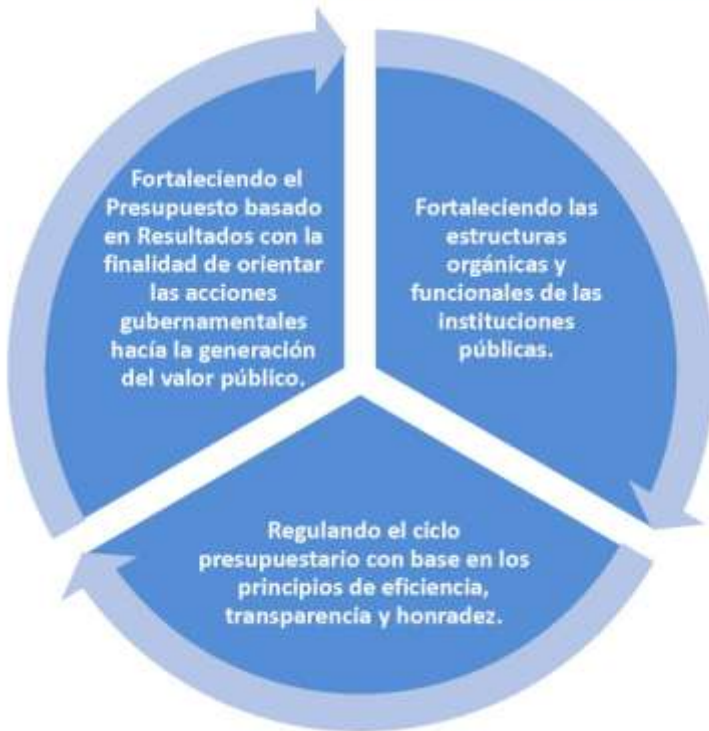 Fortaleciendo el
Presupuesto basado
en Resultados con la
finalidad de orientar
las acciones
gubernamentales
hacía la generación
del valor público.
Fortaleciendo las
estructuras
orgánicas y
funcionales de las
instituciones
públicas.
Regulando el ciclo
presupuestario con base en los
principios de eficiencia,
transparencia y honradez.